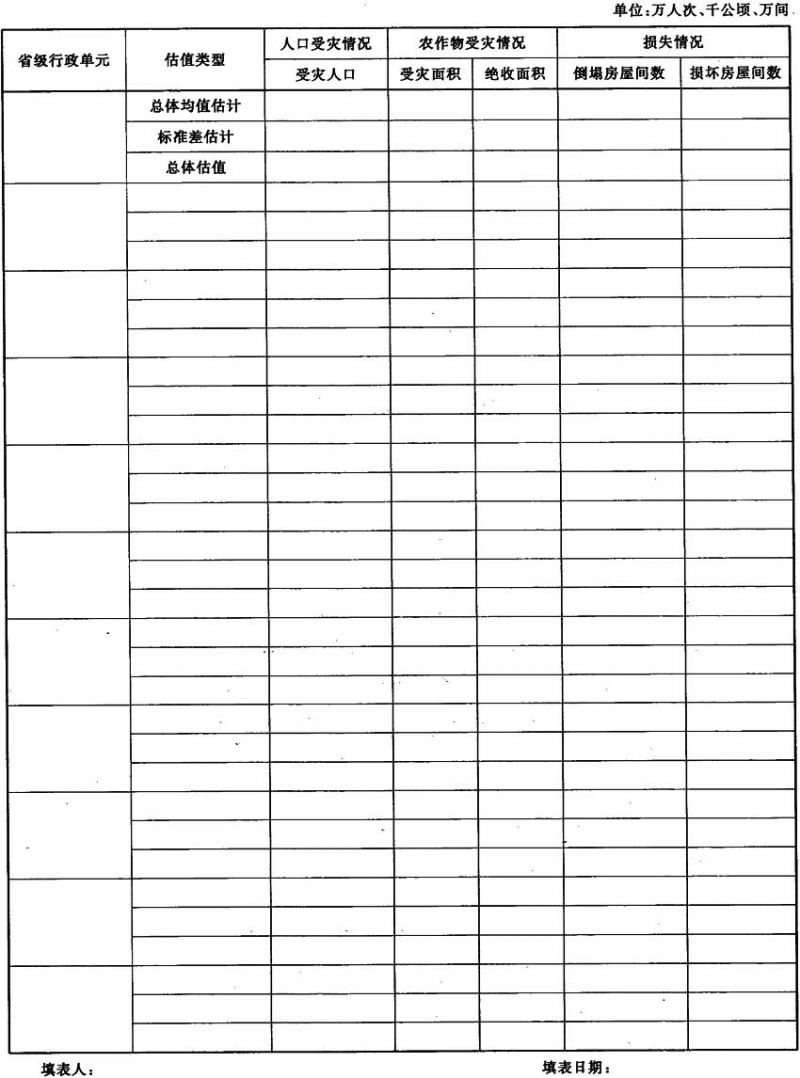 单位:万人次、千公顷、万间
省级行政单元 估值类型 人口受灾情况 农作物受灾情况 损失情况
受灾人口 受灾面积 绝收面积 倒塌房屋间数 损坏房屋间数
总体均值估计
标准差估计
总体估值
填表人: 填表日期: